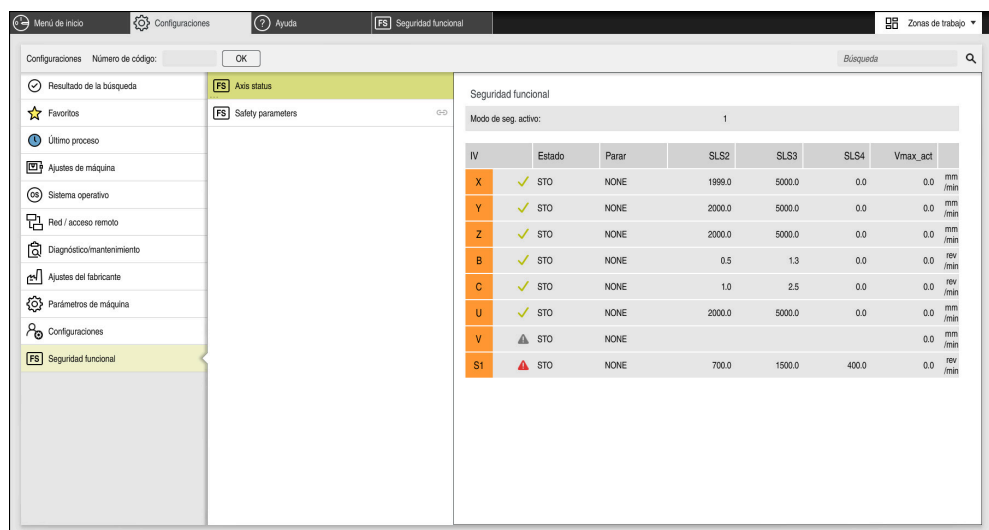 Menú de inicio Configuraciones ? Ayuda FS Seguridad funcional Zonas de trabajo
Configuraciones Número de código: OK Búsqueda
Resultado de la búsqueda
Favoritos
Último proceso
Ajustes de máquina
OS Sistema operativo
Red / acceso remoto
Diagnóstico/mantenimiento
Ajustes del fabricante
Parámetros de máquina
Configuraciones
FS Seguridad funcional
FS Axis status
FS Safety parameters
Seguridad funcional
Modo de seg. activo: 1
IV Estado Parar SLS2 SLS3 SLS4 Vmax_act
X STO NONE 1999.0 5000.0 0.0 0.0 mm/min
Y STO NONE 2000.0 5000.0 0.0 0.0 mm/min
Z STO NONE 2000.0 5000.0 0.0 0.0 mm/min
B STO NONE 0.5 1.3 0.0 0.0 rev/min
C STO NONE 1.0 2.5 0.0 0.0 rev/min
U STO NONE 2000.0 5000.0 0.0 0.0 mm/min
V STO NONE 0.0 mm/min
S1 STO NONE 700.0 1500.0 400.0 0.0 rev/min